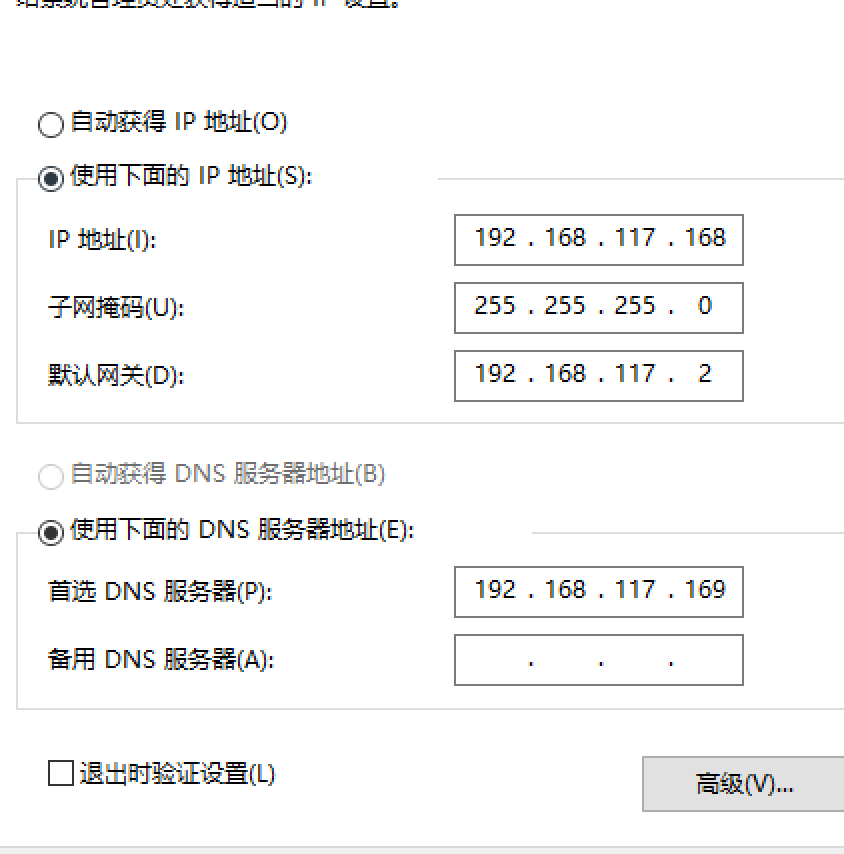 自动获得 IP 地址(O)
使用下面的 IP 地址(S):
IP 地址(I): 192 . 168 . 117 . 168
子网掩码(U): 255 . 255 . 255 . 0
默认网关(D): 192 . 168 . 117 . 2
自动获得 DNS 服务器地址(B)
使用下面的 DNS 服务器地址(E):
首选 DNS 服务器(P): 192 . 168 . 117 . 169
备用 DNS 服务器(A): . . .
退出时验证设置(L)
高级(V)...